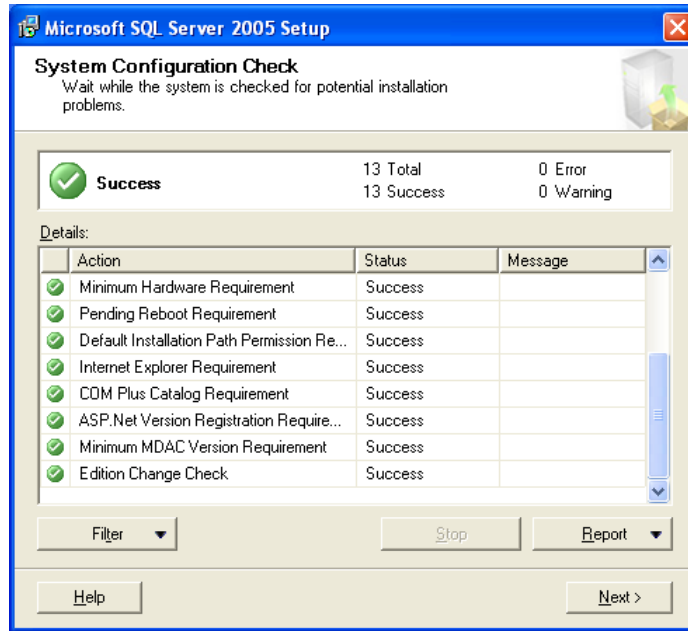 Microsoft SQL Server 2005 Setup
System Configuration Check
Wait while the system is checked for potential installation
problems.
Success
13 Total
0 Error
13 Success
0 Warning
Details:
Action Status Message
Minimum Hardware Requirement Success
Pending Reboot Requirement Success
Default Installation Path Permission Re... Success
Internet Explorer Requirement Success
COM Plus Catalog Requirement Success
ASP.Net Version Registration Require... Success
Minimum MDAC Version Requirement Success
Edition Change Check Success
Filter Stop Report
Help Next >